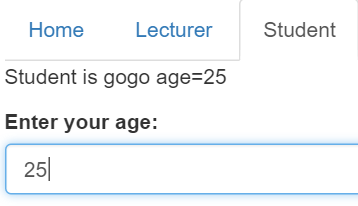 Home Lecturer Student
Student is gogo age=25
Enter your age:
25